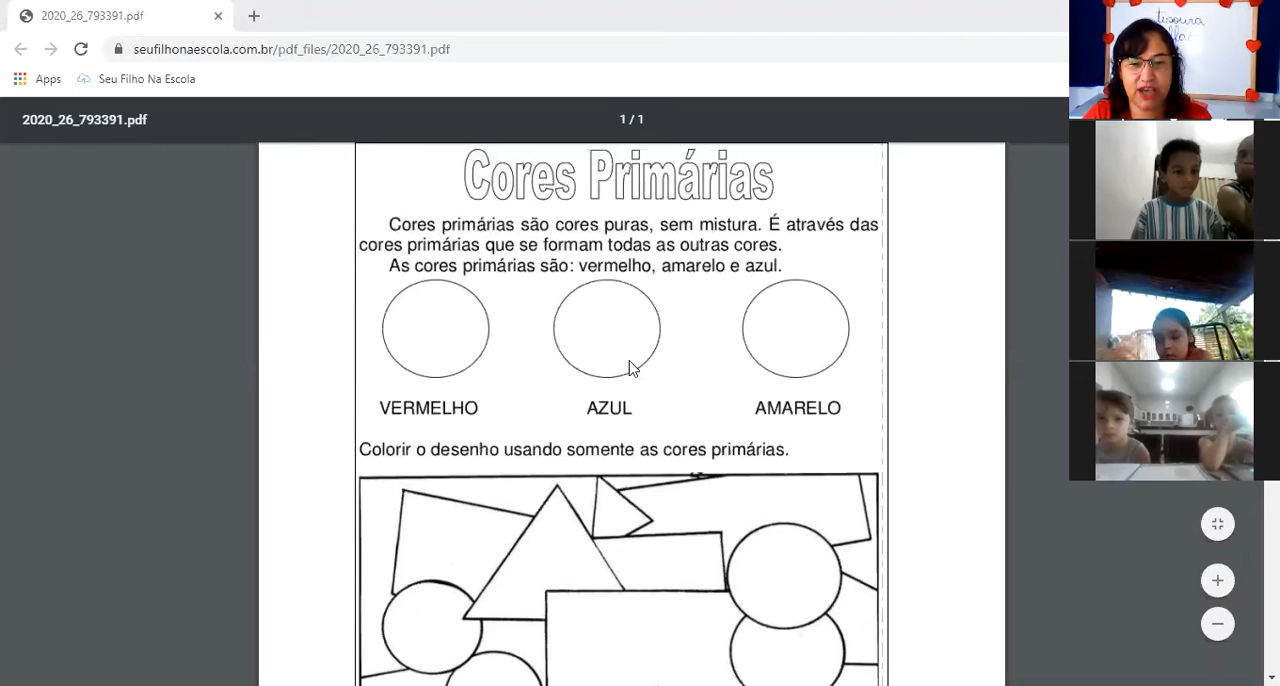 2020_26_793391.pdf
seufilhonaescola.com.br/pdf_files/2020_26_793391.pdf
Apps Seu Filho Na Escola
2020_26_793391.pdf
1 / 1
tesoura
Cores Primárias
Cores primárias são cores puras, sem mistura. É através das
cores primárias que se formam todas as outras cores.
As cores primárias são: vermelho, amarelo e azul.
VERMELHO AZUL AMARELO
Colorir o desenho usando somente as cores primárias.